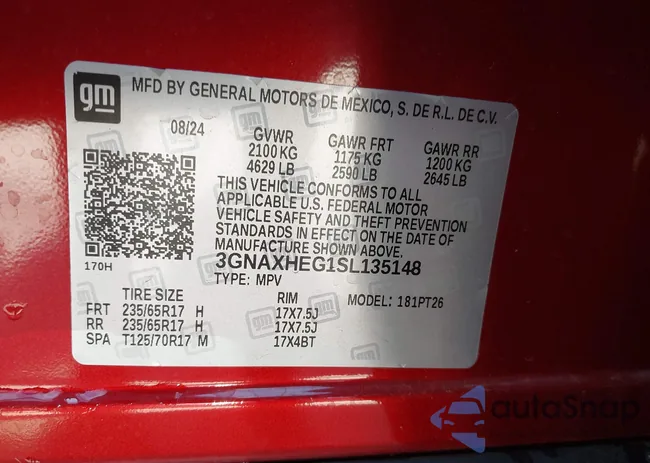 gm
MFD BY GENERAL MOTORS DE MEXICO, S. DE R.L. DE C.V.
08/24 GVWR GAWR FRT GAWR RR
2100 KG 1175 KG 1200 KG
4629 LB 2590 LB 2645 LB
THIS VEHICLE CONFORMS TO ALL
APPLICABLE U.S. FEDERAL MOTOR
VEHICLE SAFETY AND THEFT PREVENTION
STANDARDS IN EFFECT ON THE DATE OF
MANUFACTURE SHOWN ABOVE.
170H 3GNAXHEG1SL135148
TYPE: MPV
TIRE SIZE RIM MODEL: 181PT26
FRT 235/65R17 H 17X7.5J
RR 235/65R17 H 17X7.5J
SPA T125/70R17 M 17X4BT
autoSnap